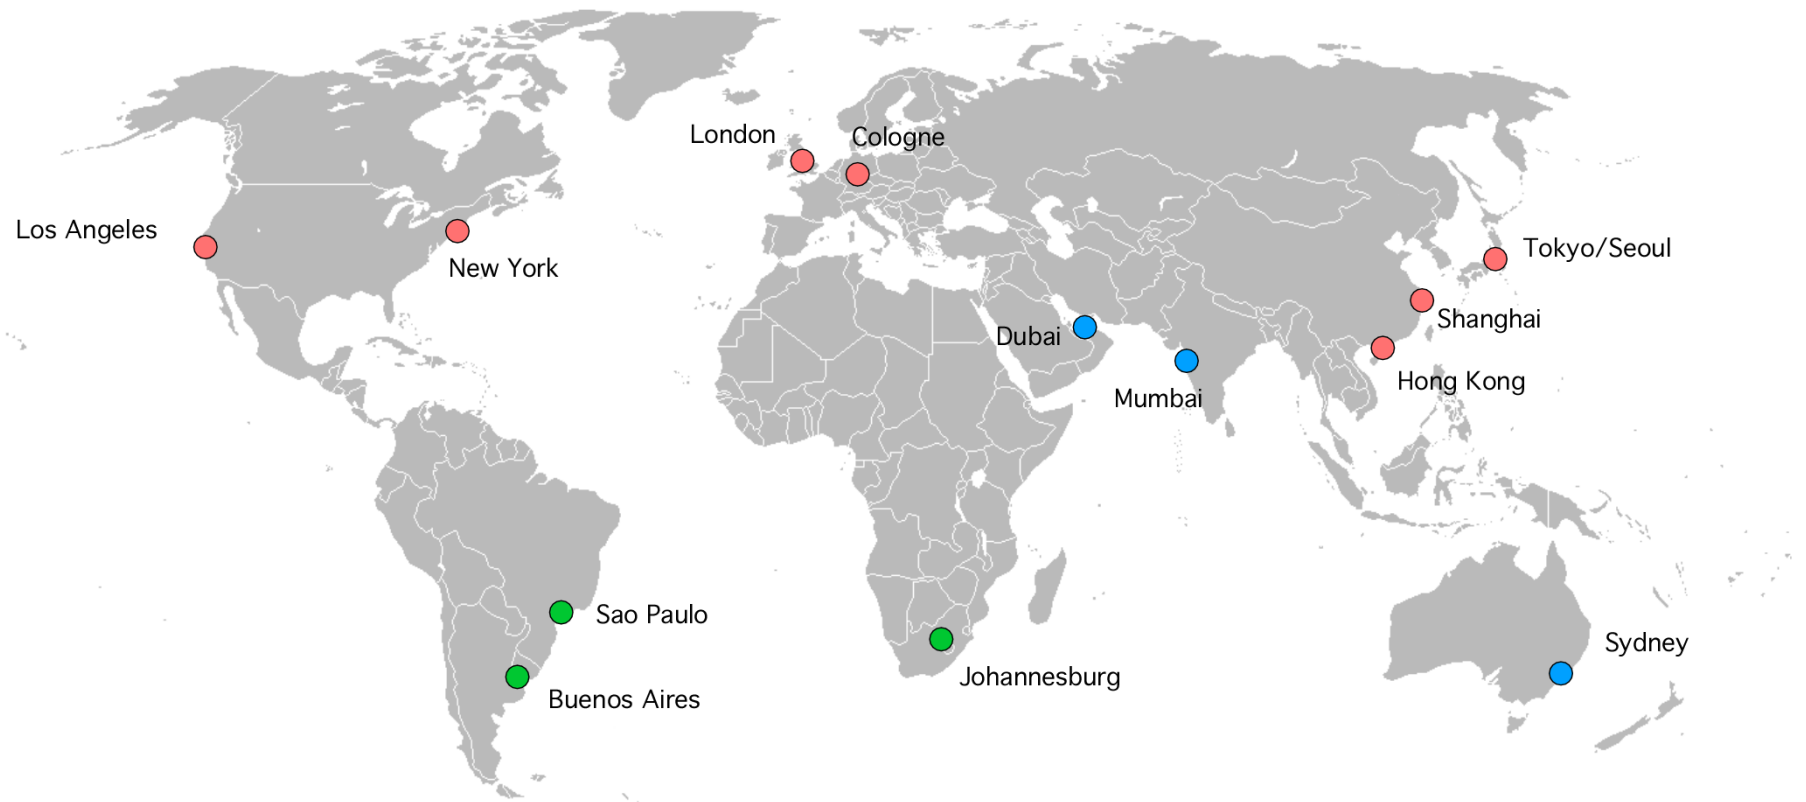 London
Cologne
Los Angeles
New York
Tokyo/Seoul
Shanghai
Dubai
Hong Kong
Mumbai
Sao Paulo
Sydney
Johannesburg
Buenos Aires